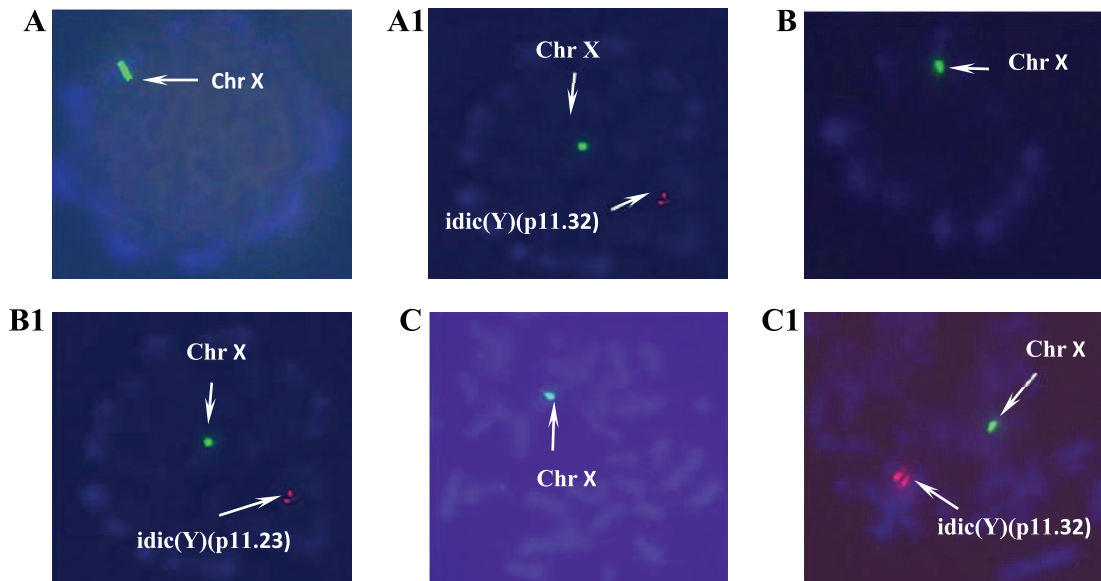 A
Chr X
A1
Chr X
idic(Y)(p11.32)
B
Chr X
B1
Chr X
idic(Y)(p11.23)
C
Chr X
C1
Chr X
idic(Y)(p11.32)